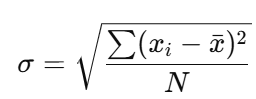 σ = √(∑(xᵢ − x̄)² / N)